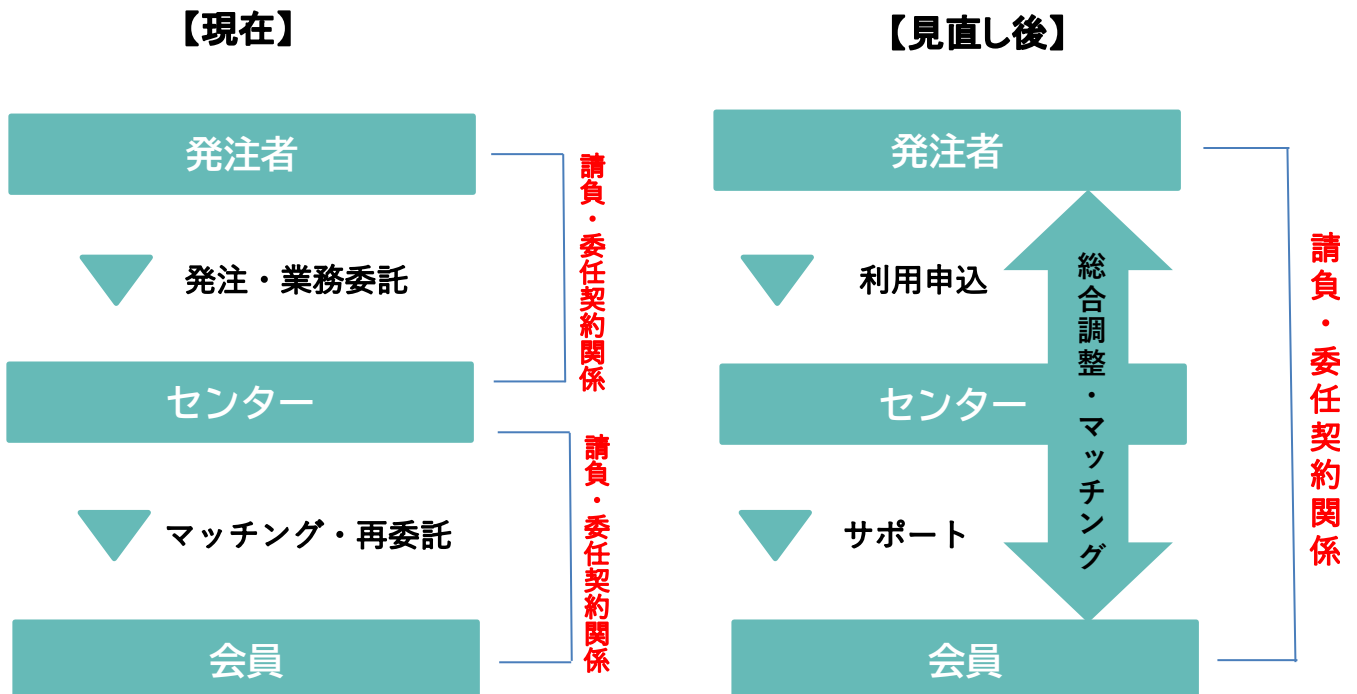 【現在】
発注者
発注・業務委託
請負・委任契約関係
センター
マッチング・再委託
請負・委任契約関係
会員
【見直し後】
発注者
利用申込
総合調整・マッチング
請負・委任契約関係
センター
サポート
会員